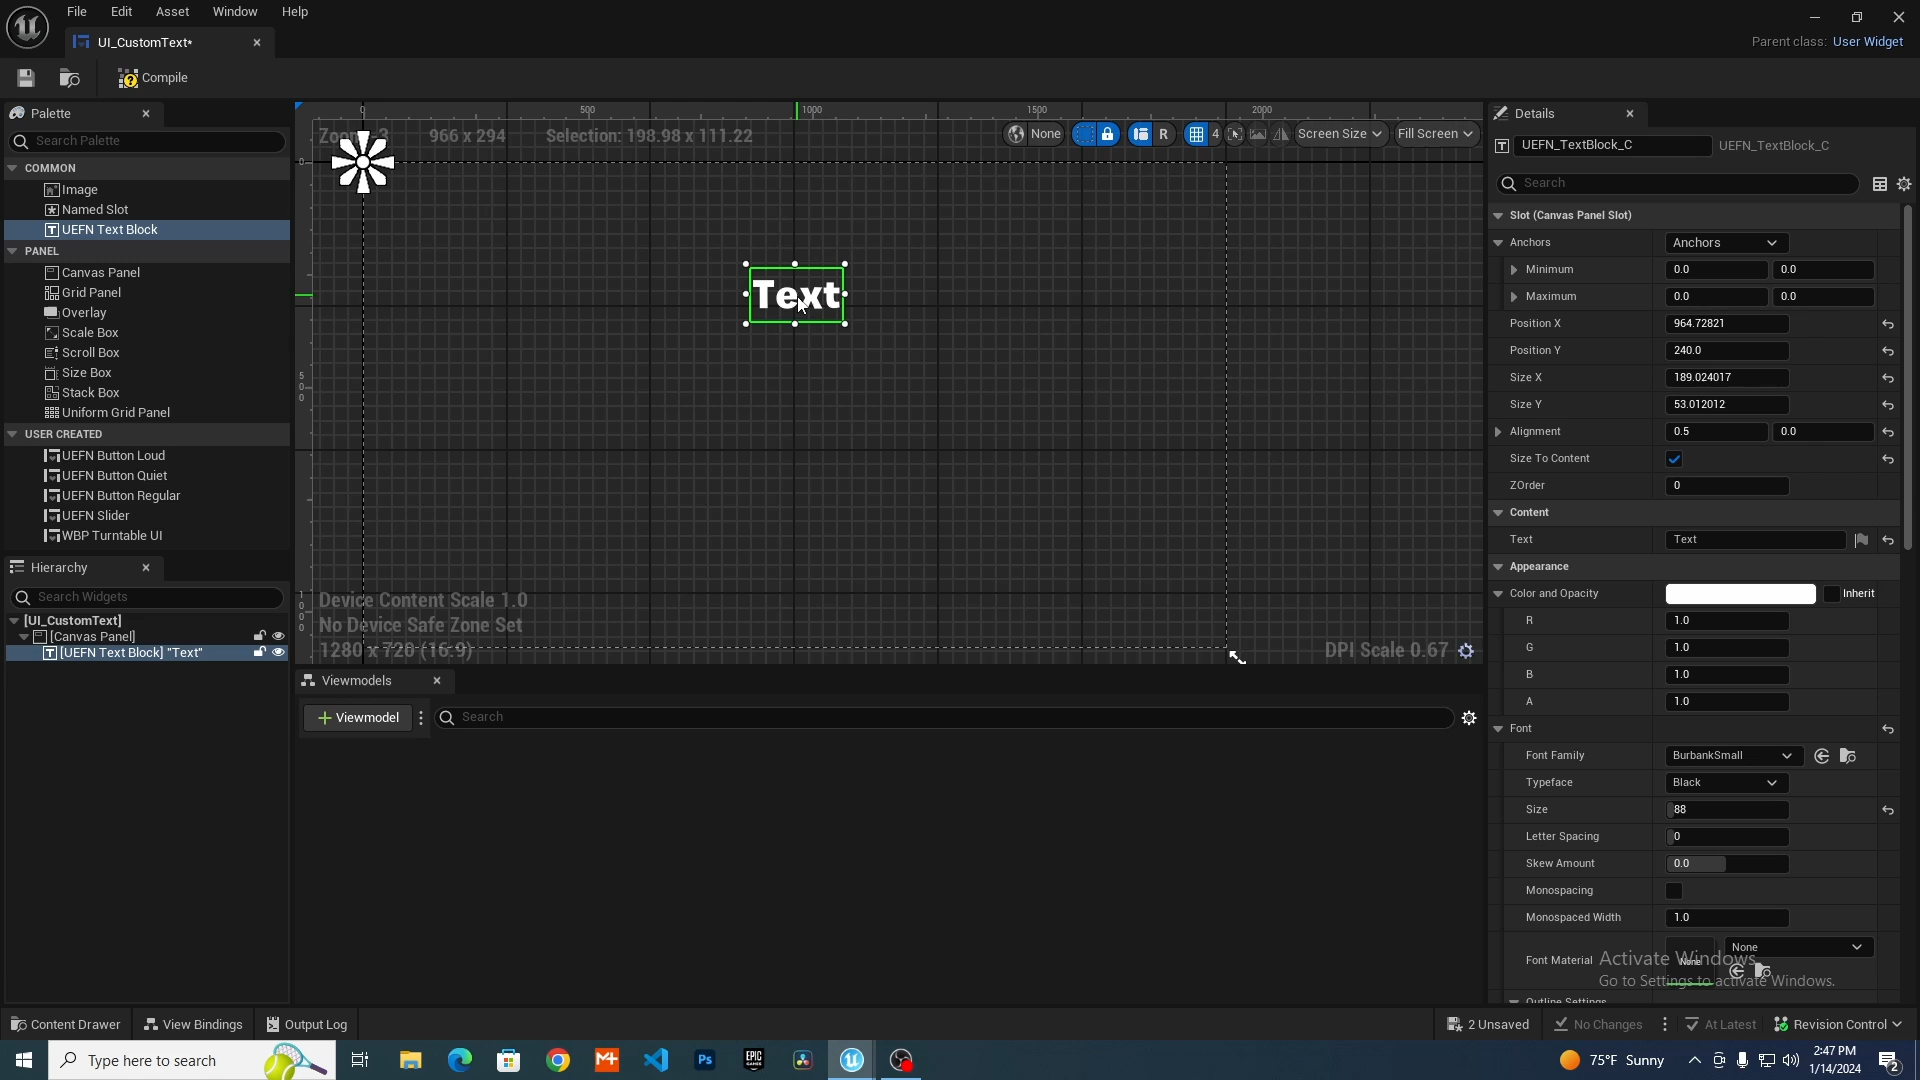 File Edit Asset Window Help
UI_CustomText*
Parent class: User Widget
Compile
Palette
Search Palette
COMMON
Image
Named Slot
UEFN Text Block
PANEL
Canvas Panel
Grid Panel
Overlay
Scale Box
Scroll Box
Size Box
Stack Box
Uniform Grid Panel
USER CREATED
UEFN Button Loud
UEFN Button Quiet
UEFN Button Regular
UEFN Slider
WBP Turntable UI
Hierarchy
Search Widgets
[UI_CustomText]
[Canvas Panel]
[UEFN Text Block] "Text"
0 500 1000 1500 2000
966 x 294 Selection: 198.98 x 111.22
None R 4 Screen Size Fill Screen
Text
Device Content Scale 1.0
No Device Safe Zone Set
1280 x 720 (16:9)
DPI Scale 0.67
Viewmodels
Viewmodel
Search
Details
UEFN_TextBlock_C UEFN_TextBlock_C
Search
Slot (Canvas Panel Slot)
Anchors Anchors
Minimum 0.0 0.0
Maximum 0.0 0.0
Position X 964.72821
Position Y 240.0
Size X 189.024017
Size Y 53.012012
Alignment 0.5 0.0
Size To Content
ZOrder 0
Content
Text Text
Appearance
Color and Opacity Inherit
R 1.0
G 1.0
B 1.0
A 1.0
Font
Font Family BurbankSmall
Typeface Black
Size 88
Letter Spacing 0
Skew Amount 0.0
Monospacing
Monospaced Width 1.0
Font Material None None
Activate Windows
Go to Settings to activate Windows.
Outline Settings
Content Drawer View Bindings Output Log
2 Unsaved No Changes At Latest Revision Control
Type here to search
75°F Sunny
2:47 PM
1/14/2024
2